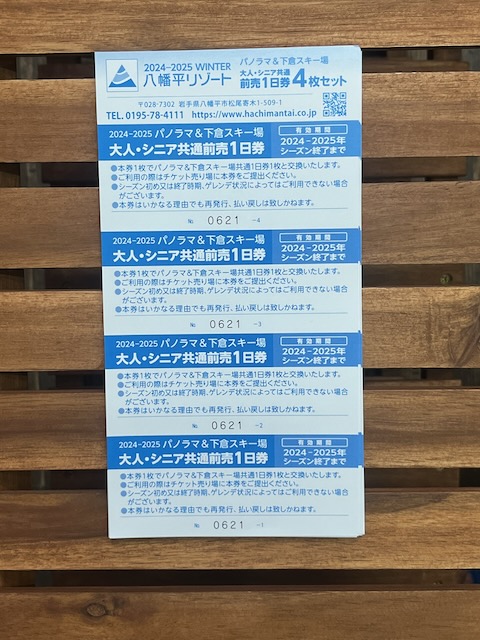 2024-2025 WINTER
八幡平リゾート
パノラマ&下倉スキー場
大人・シニア共通
前売1日券 4枚セット
〒028-7302 岩手県八幡平市松尾寄木1-509-1
TEL.0195-78-4111 https://www.hachimantai.co.jp
2024-2025 パノラマ&下倉スキー場
大人・シニア共通前売1日券
有効期間
2024-2025年
シーズン終了まで
●本券1枚でパノラマ&下倉スキー場共通1日券1枚と交換いたします。
●ご利用の際はチケット売り場に本券をご提出ください。
●シーズン初め又は終了時期、ゲレンデ状況によってはご利用できない場合
がございます。
●本券はいかなる理由でも再発行、払い戻しは致しかねます。
№ 0621 -4
2024-2025 パノラマ&下倉スキー場
大人・シニア共通前売1日券
有効期間
2024-2025年
シーズン終了まで
●本券1枚でパノラマ&下倉スキー場共通1日券1枚と交換いたします。
●ご利用の際はチケット売り場に本券をご提出ください。
●シーズン初め又は終了時期、ゲレンデ状況によってはご利用できない場合
がございます。
●本券はいかなる理由でも再発行、払い戻しは致しかねます。
№ 0621 -3
2024-2025 パノラマ&下倉スキー場
大人・シニア共通前売1日券
有効期間
2024-2025年
シーズン終了まで
●本券1枚でパノラマ&下倉スキー場共通1日券1枚と交換いたします。
●ご利用の際はチケット売り場に本券をご提出ください。
●シーズン初め又は終了時期、ゲレンデ状況によってはご利用できない場合
がございます。
●本券はいかなる理由でも再発行、払い戻しは致しかねます。
№ 0621 -2
2024-2025 パノラマ&下倉スキー場
大人・シニア共通前売1日券
有効期間
2024-2025年
シーズン終了まで
●本券1枚でパノラマ&下倉スキー場共通1日券1枚と交換いたします。
●ご利用の際はチケット売り場に本券をご提出ください。
●シーズン初め又は終了時期、ゲレンデ状況によってはご利用できない場合
がございます。
●本券はいかなる理由でも再発行、払い戻しは致しかねます。
№ 0621 -1